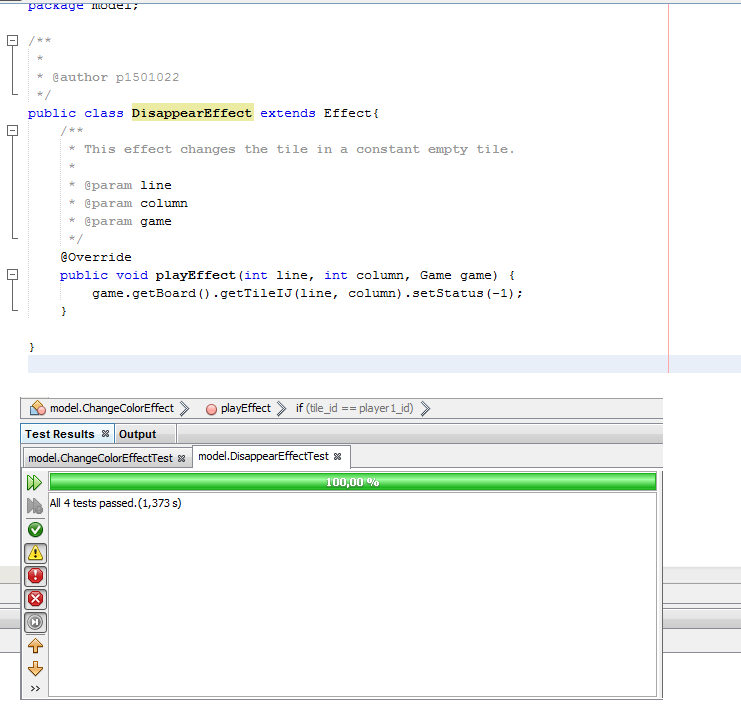 package model;
/**
 *
 * @author p1501022
 */
public class DisappearEffect extends Effect{
    /**
     * This effect changes the tile in a constant empty tile.
     *
     * @param line
     * @param column
     * @param game
     */
    @Override
    public void playEffect(int line, int column, Game game) {
        game.getBoard().getTileIJ(line, column).setStatus(-1);
    }
}
model.ChangeColorEffect playEffect if (tile_id == player1_id)
Test Results Output
model.ChangeColorEffectTest model.DisappearEffectTest
100,00 %
All 4 tests passed.(1,373 s)
>>